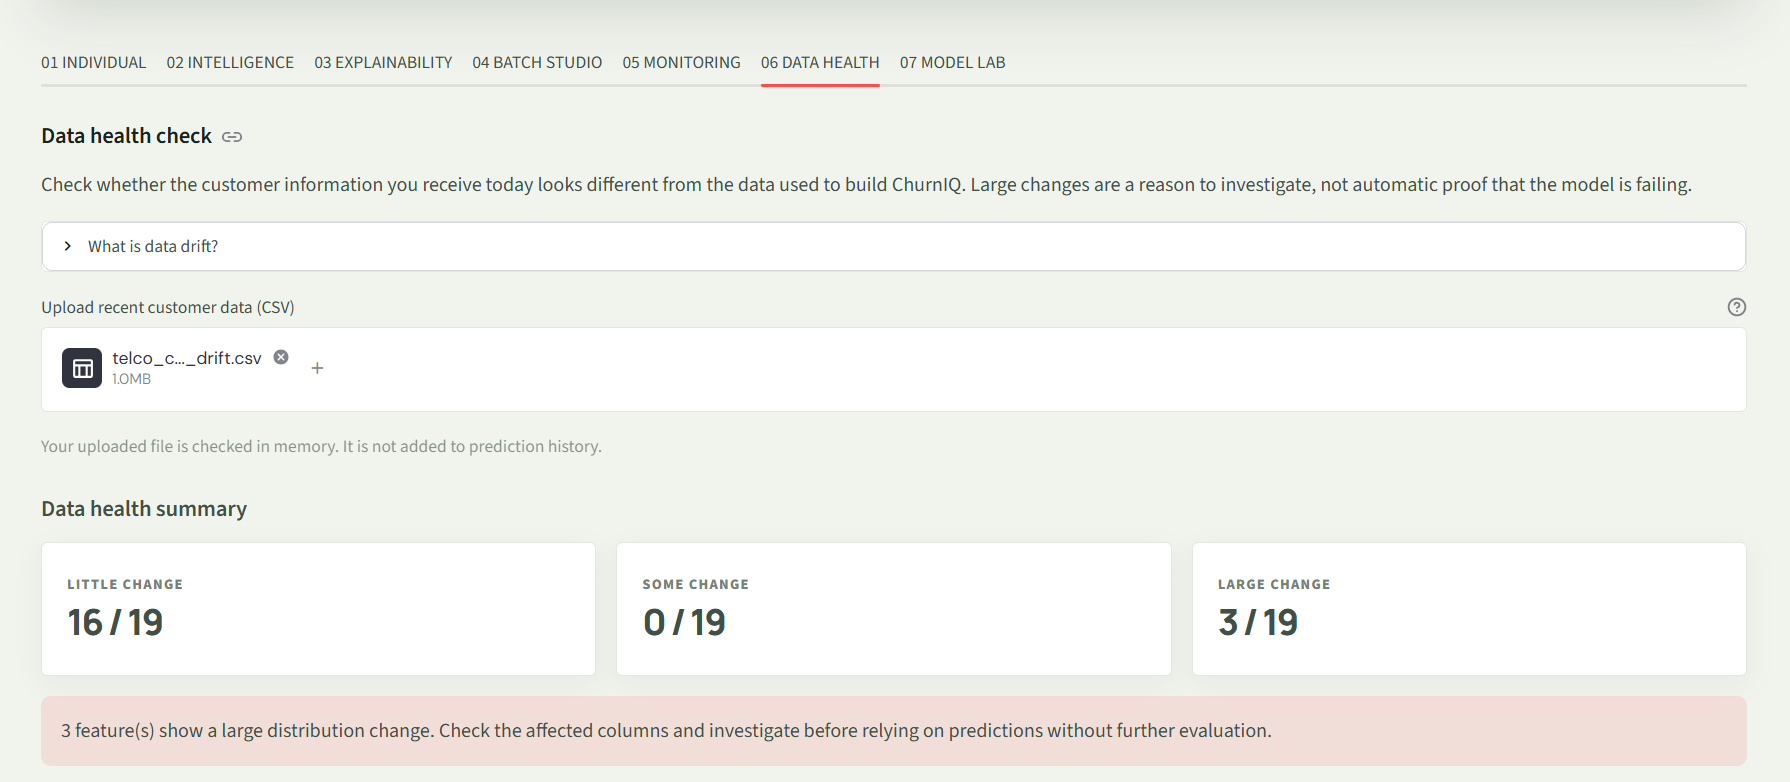 01 INDIVIDUAL 02 INTELLIGENCE 03 EXPLAINABILITY 04 BATCH STUDIO 05 MONITORING 06 DATA HEALTH 07 MODEL LAB
Data health check
Check whether the customer information you receive today looks different from the data used to build ChurnIQ. Large changes are a reason to investigate, not automatic proof that the model is failing.
What is data drift?
Upload recent customer data (CSV)
telco_c..._drift.csv
1.0MB
Your uploaded file is checked in memory. It is not added to prediction history.
Data health summary
LITTLE CHANGE
16 / 19
SOME CHANGE
0 / 19
LARGE CHANGE
3 / 19
3 feature(s) show a large distribution change. Check the affected columns and investigate before relying on predictions without further evaluation.